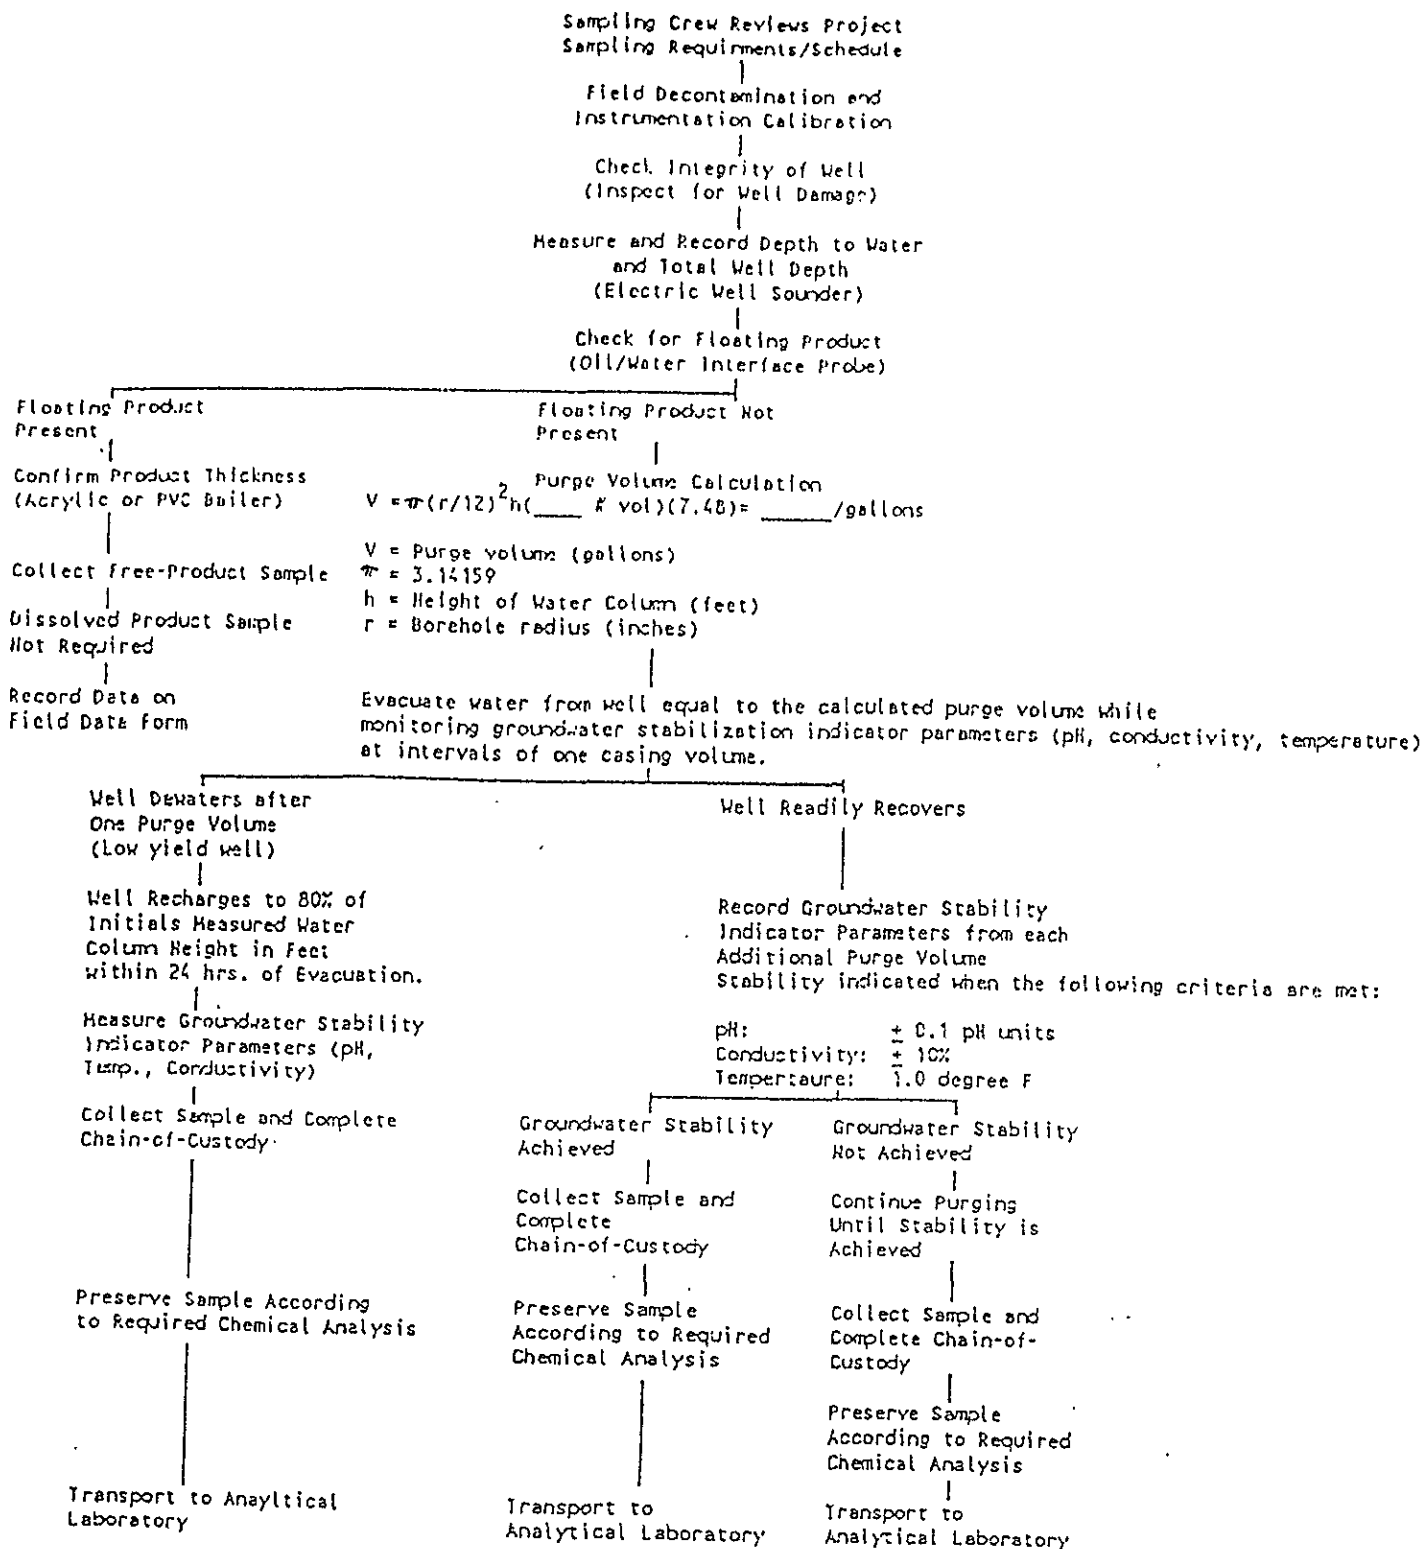 Sampling Crew Reviews Project
Sampling Requirments/Schedule
Field Decontamination and
Instrumentation Calibration
Check Integrity of Well
(Inspect for Well Damage)
Measure and Record Depth to Water
and Total Well Depth
(Electric Well Sounder)
Check for Floating Product
(Oil/Water Interface Probe)
Floating Product
Present
Confirm Product Thickness
(Acrylic or PVC Bailer)
Collect Free-Product Sample
Dissolved Product Sample
Not Required
Record Data on
Field Data Form
Floating Product Not
Present
Purge Volume Calculation
V = π(r/12)²h(____ # vol)(7.48)= ______/gallons
V = Purge volume (gallons)
π = 3.14159
h = Height of Water Column (feet)
r = Borehole radius (inches)
Evacuate water from well equal to the calculated purge volume while
monitoring groundwater stabilization indicator parameters (pH, conductivity, temperature)
at intervals of one casing volume.
Well Dewaters after
One Purge Volume
(Low yield well)
Well Recharges to 80% of
Initials Measured Water
Column Height in Feet
within 24 hrs. of Evacuation.
Measure Groundwater Stability
Indicator Parameters (pH,
Temp., Conductivity)
Collect Sample and Complete
Chain-of-Custody
Preserve Sample According
to Required Chemical Analysis
Transport to Anayltical
Laboratory
Well Readily Recovers
Record Groundwater Stability
Indicator Parameters from each
Additional Purge Volume
Stability indicated when the following criteria are met:
pH: ± 0.1 pH units
Conductivity: ± 10%
Tempertaure: 1.0 degree F
Groundwater Stability
Achieved
Collect Sample and
Complete
Chain-of-Custody
Preserve Sample
According to Required
Chemical Analysis
Transport to
Analytical Laboratory
Groundwater Stability
Not Achieved
Continue Purging
Until Stability is
Achieved
Collect Sample and
Complete Chain-of-
Custody
Preserve Sample
According to Required
Chemical Analysis
Transport to
Analytical Laboratory